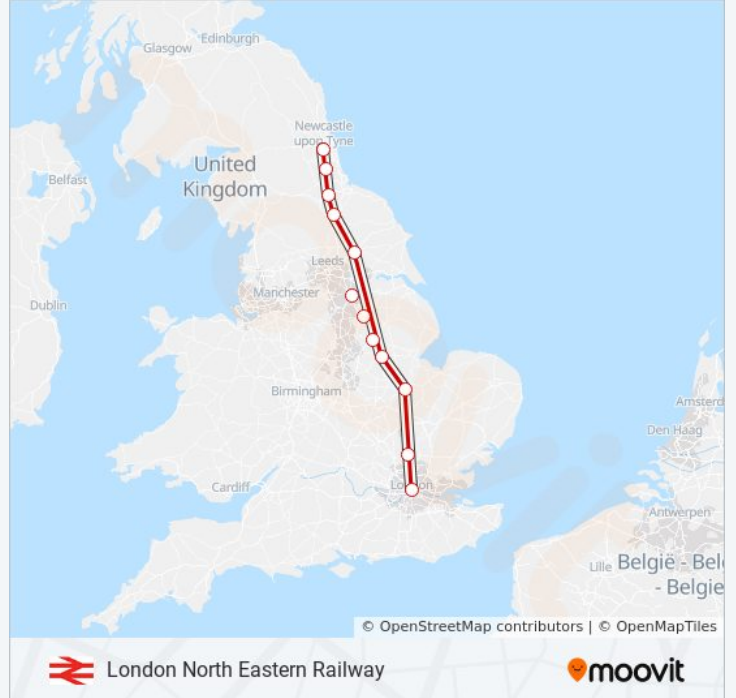 Edinburgh
Glasgow
Newcastle
upon Tyne
United
Kingdom
Belfast
Leeds
Manchester
Dublin
Birmingham
Amsterd
Den Haag
Cardiff
London
Antwerpen
Lille
België - Bel
- Belgie
© OpenStreetMap contributors | © OpenMapTiles
London North Eastern Railway
moovit